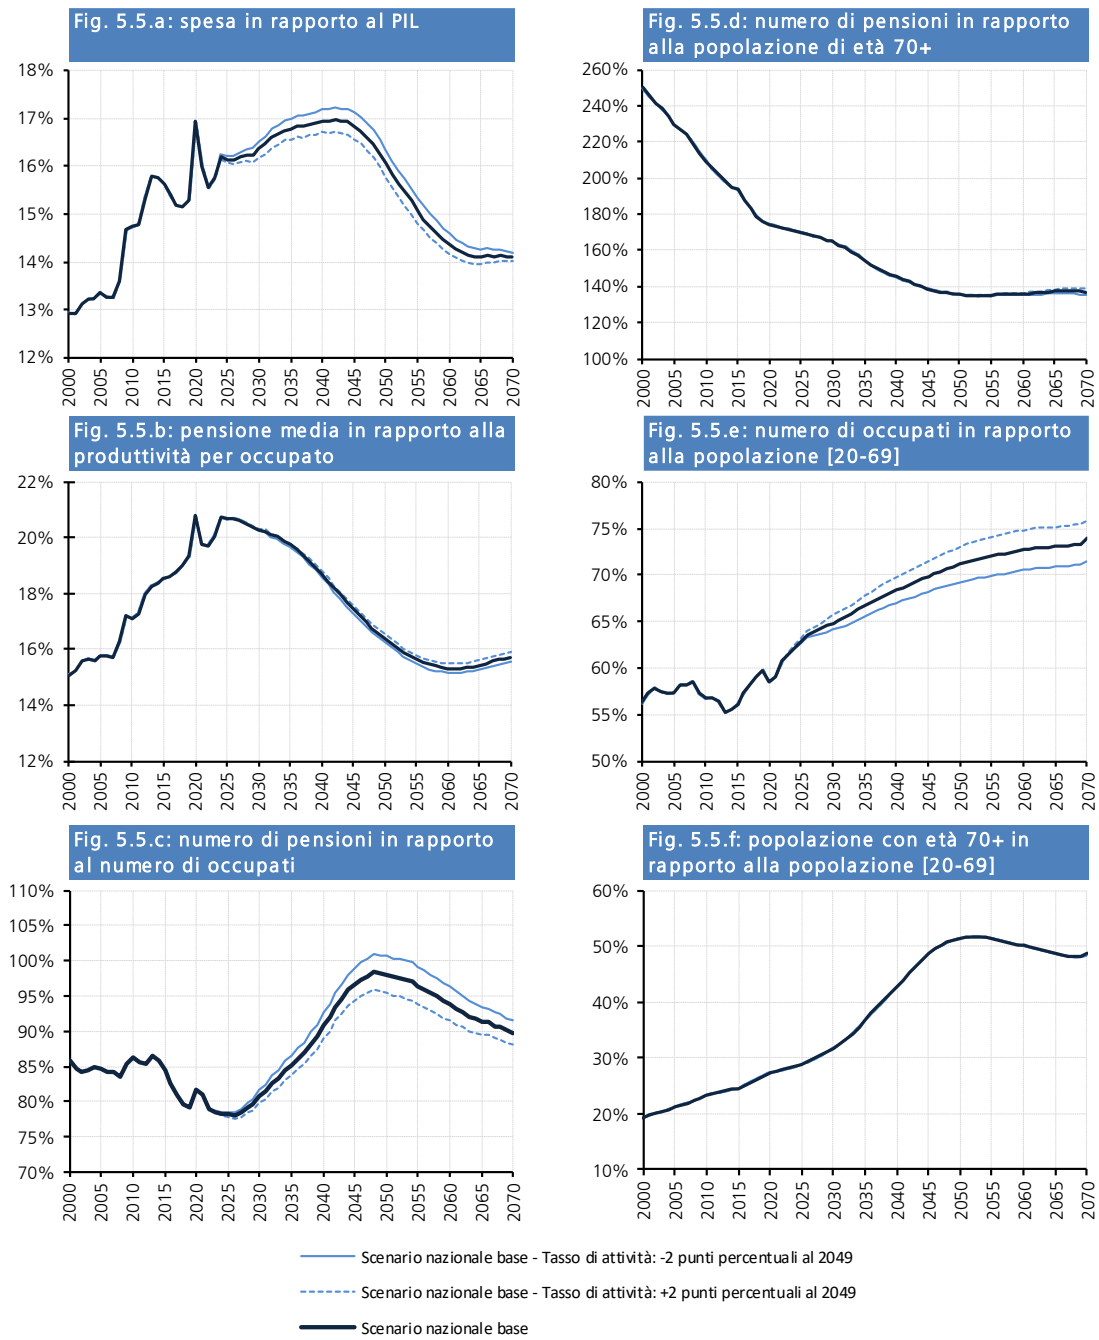 Fig. 5.5.a: spesa in rapporto al PIL
18%
17%
16%
15%
14%
13%
12%
2000 2005 2010 2015 2020 2025 2030 2035 2040 2045 2050 2055 2060 2065 2070
Fig. 5.5.d: numero di pensioni in rapporto
alla popolazione di età 70+
260%
240%
220%
200%
180%
160%
140%
120%
100%
2000 2005 2010 2015 2020 2025 2030 2035 2040 2045 2050 2055 2060 2065 2070
Fig. 5.5.b: pensione media in rapporto alla
produttività per occupato
22%
20%
18%
16%
14%
12%
2000 2005 2010 2015 2020 2025 2030 2035 2040 2045 2050 2055 2060 2065 2070
Fig. 5.5.e: numero di occupati in rapporto
alla popolazione [20-69]
80%
75%
70%
65%
60%
55%
50%
2000 2005 2010 2015 2020 2025 2030 2035 2040 2045 2050 2055 2060 2065 2070
Fig. 5.5.c: numero di pensioni in rapporto
al numero di occupati
110%
105%
100%
95%
90%
85%
80%
75%
70%
2000 2005 2010 2015 2020 2025 2030 2035 2040 2045 2050 2055 2060 2065 2070
Fig. 5.5.f: popolazione con età 70+ in
rapporto alla popolazione [20-69]
60%
50%
40%
30%
20%
10%
2000 2005 2010 2015 2020 2025 2030 2035 2040 2045 2050 2055 2060 2065 2070
Scenario nazionale base - Tasso di attività: -2 punti percentuali al 2049
Scenario nazionale base - Tasso di attività: +2 punti percentuali al 2049
Scenario nazionale base